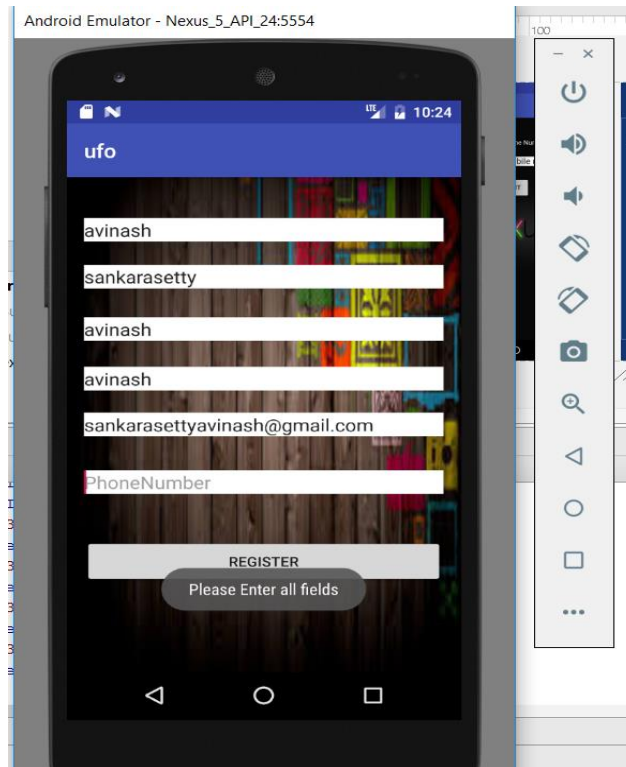 Android Emulator - Nexus_5_API_24:5554
100
LTE 10:24
ufo
avinash
sankarasetty
avinash
avinash
sankarasettyavinash@gmail.com
PhoneNumber
REGISTER
Please Enter all fields